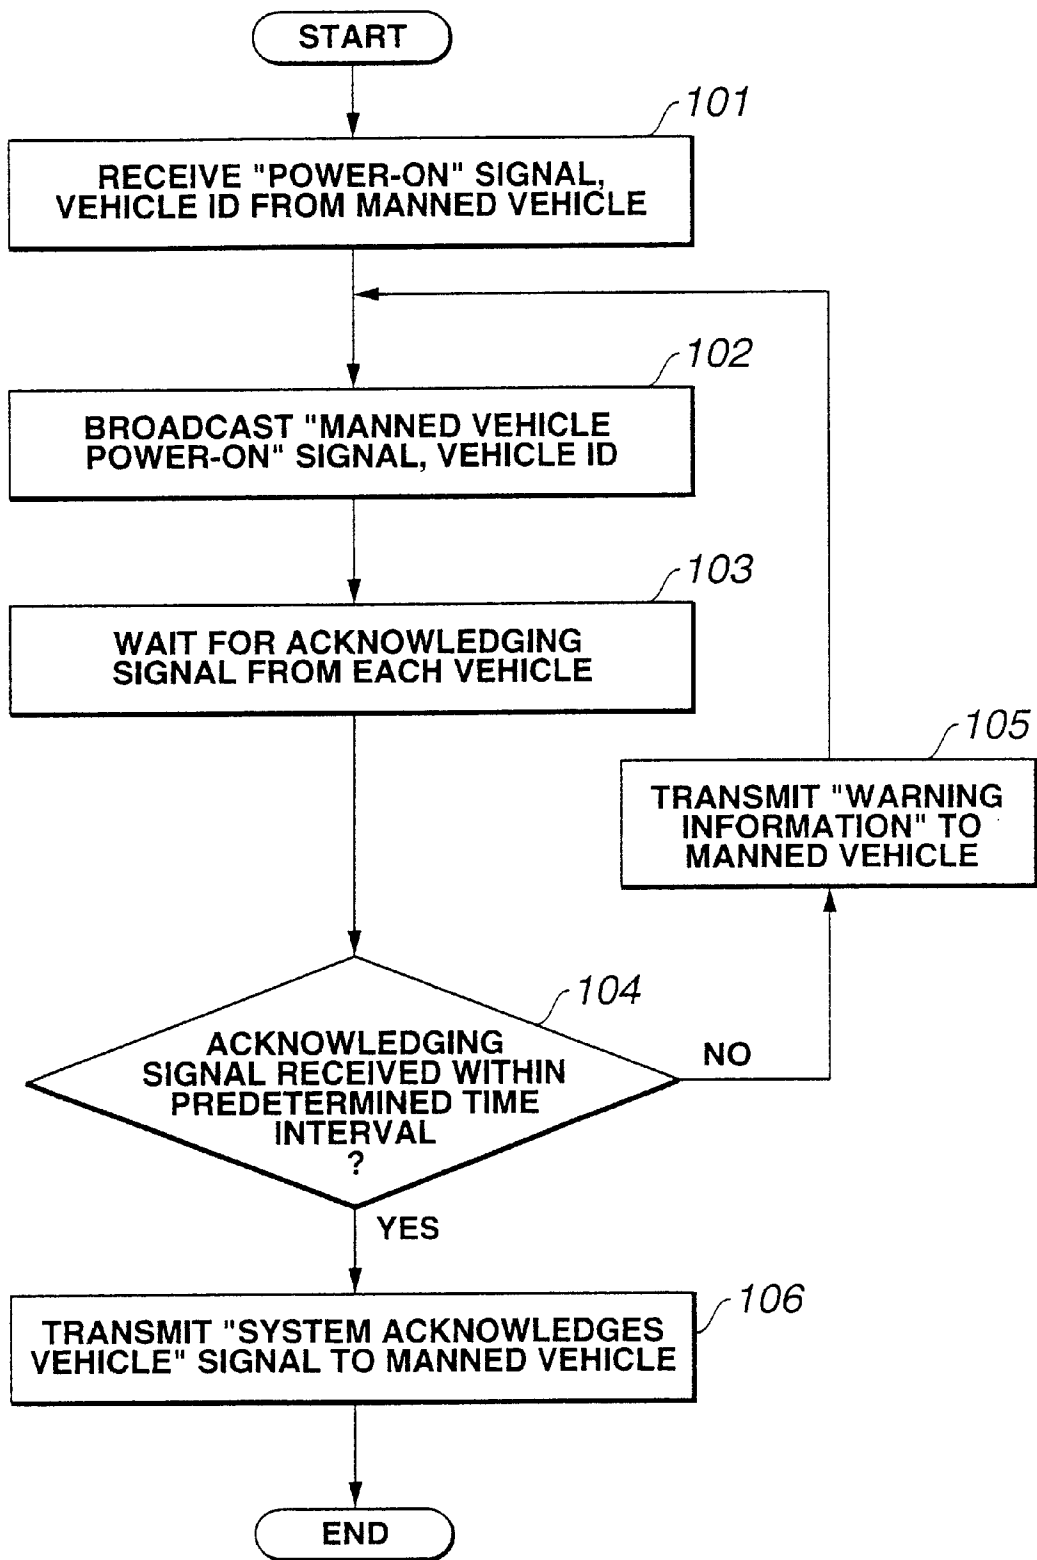 START
101
RECEIVE "POWER-ON" SIGNAL,
VEHICLE ID FROM MANNED VEHICLE
102
BROADCAST "MANNED VEHICLE
POWER-ON" SIGNAL, VEHICLE ID
103
WAIT FOR ACKNOWLEDGING
SIGNAL FROM EACH VEHICLE
105
TRANSMIT "WARNING
INFORMATION" TO
MANNED VEHICLE
104
ACKNOWLEDGING
SIGNAL RECEIVED WITHIN
PREDETERMINED TIME
INTERVAL
?
NO
YES
106
TRANSMIT "SYSTEM ACKNOWLEDGES
VEHICLE" SIGNAL TO MANNED VEHICLE
END